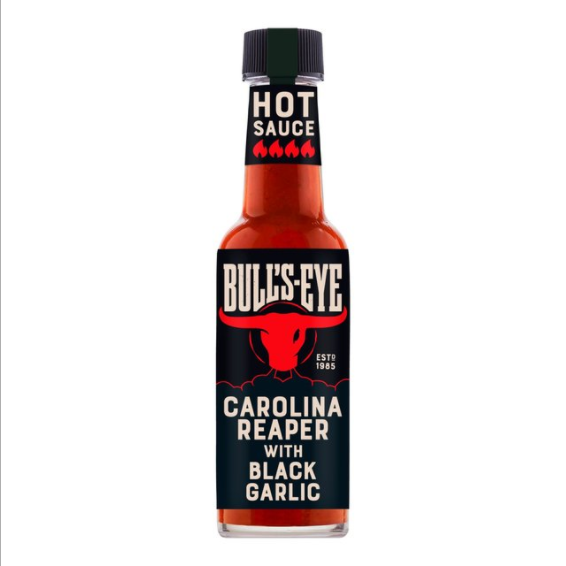 HOT
SAUCE
BULL'S-EYE
ESTD
1985
CAROLINA
REAPER
WITH
BLACK
GARLIC